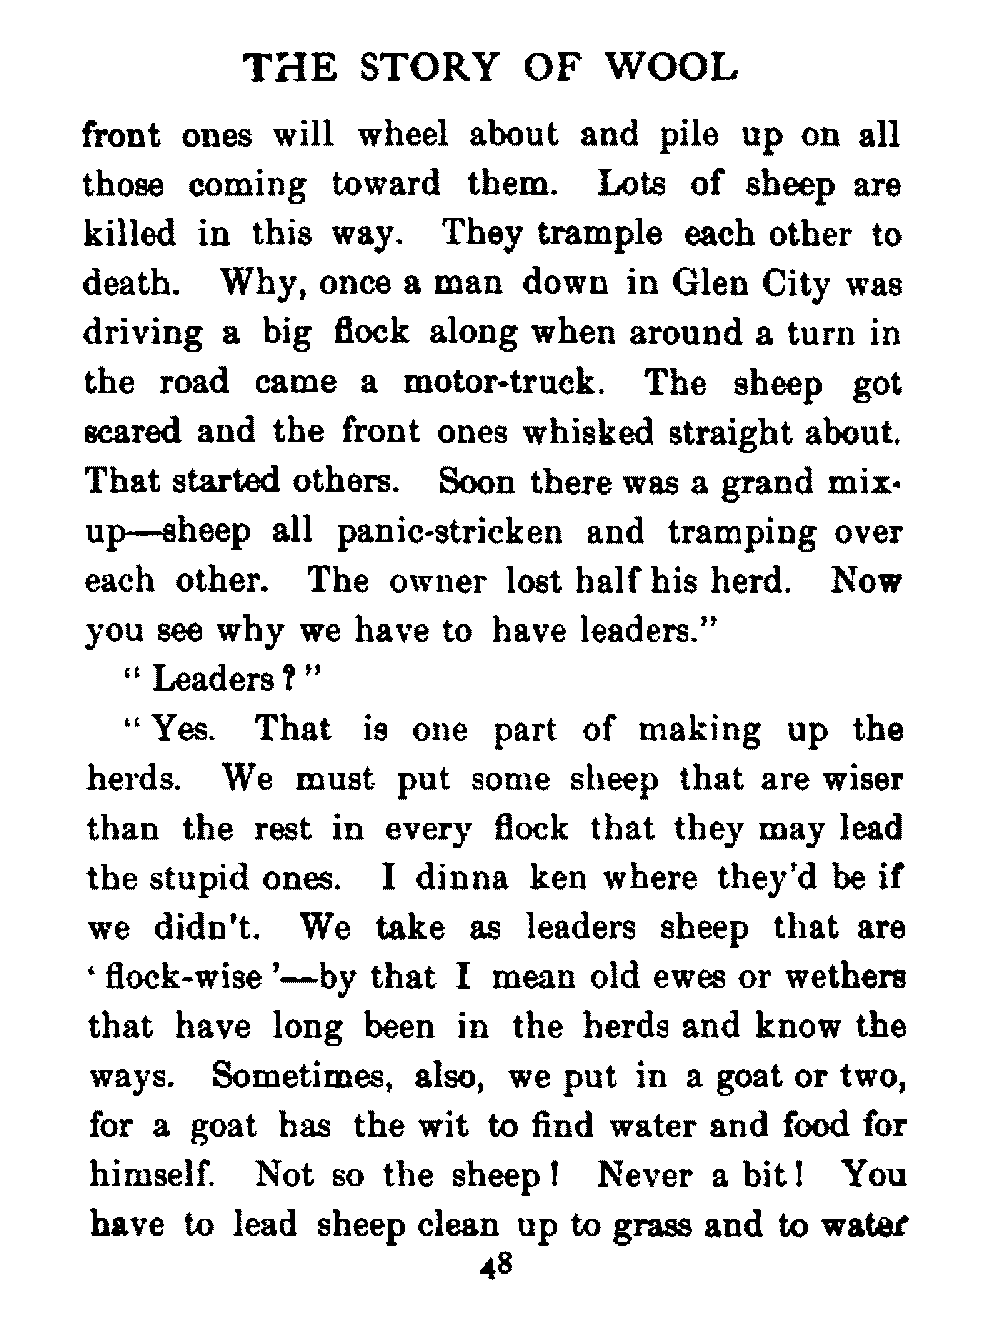 THE STORY OF WOOL
front ones will wheel about and pile up on all
those coming toward them. Lots of sheep are
killed in this way. They trample each other to
death. Why, once a man down in Glen City was
driving a big flock along when around a turn in
the road came a motor-truck. The sheep got
scared and the front ones whisked straight about.
That started others. Soon there was a grand mix-
up—sheep all panic-stricken and tramping over
each other. The owner lost half his herd. Now
you see why we have to have leaders."
" Leaders ? "
" Yes. That is one part of making up the
herds. We must put some sheep that are wiser
than the rest in every flock that they may lead
the stupid ones. I dinna ken where they'd be if
we didn't. We take as leaders sheep that are
' flock-wise '—by that I mean old ewes or wethers
that have long been in the herds and know the
ways. Sometimes, also, we put in a goat or two,
for a goat has the wit to find water and food for
himself. Not so the sheep ! Never a bit ! You
have to lead sheep clean up to grass and to water
48